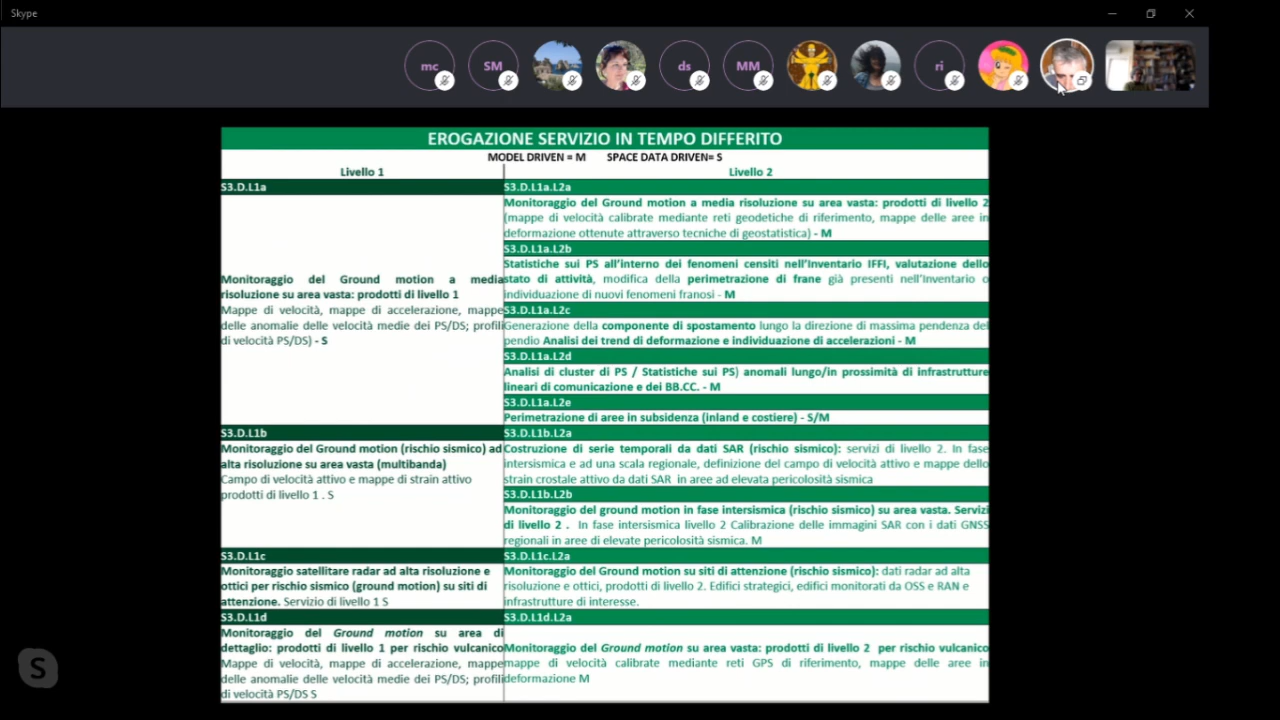 Skype
mc
SM
ds
MM
ri
EROGAZIONE SERVIZIO IN TEMPO DIFFERITO
MODEL DRIVEN = M SPACE DATA DRIVEN= S
Livello 1
Livello 2
S3.D.L1a
Monitoraggio del Ground motion a media
risoluzione su area vasta: prodotti di livello 1
Mappe di velocità, mappe di accelerazione, mappe
delle anomalie delle velocità medie dei PS/DS; profili
di velocità PS/DS) - S
S3.D.L1a.L2a
Monitoraggio del Ground motion a media risoluzione su area vasta: prodotti di livello 2
(mappe di velocità calibrate mediante reti geodetiche di riferimento, mappe delle aree in
deformazione ottenute attraverso tecniche di geostatistica) - M
S3.D.L1a.L2b
Statistiche sui PS all'interno dei fenomeni censiti nell'Inventario IFFI, valutazione dello
stato di attività, modifica della perimetrazione di frane già presenti nell'Inventario o
individuazione di nuovi fenomeni franosi - M
S3.D.L1a.L2c
Generazione della componente di spostamento lungo la direzione di massima pendenza del
pendio Analisi dei trend di deformazione e individuazione di accelerazioni - M
S3.D.L1a.L2d
Analisi di cluster di PS / Statistiche sui PS) anomali lungo/in prossimità di infrastrutture
lineari di comunicazione e dei BB.CC. - M
S3.D.L1a.L2e
Perimetrazione di aree in subsidenza (inland e costiere) - S/M
S3.D.L1b
Monitoraggio del Ground motion (rischio sismico) ad
alta risoluzione su area vasta (multibanda)
Campo di velocità attivo e mappe di strain attivo
prodotti di livello 1 . S
S3.D.L1b.L2a
Costruzione di serie temporali da dati SAR (rischio sismico): servizi di livello 2. In fase
intersismica e ad una scala regionale, definizione del campo di velocità attivo e mappe dello
strain crostale attivo da dati SAR in aree ad elevata pericolosità sismica
S3.D.L1b.L2b
Monitoraggio del ground motion in fase intersismica (rischio sismico) su area vasta. Servizi
di livello 2 . In fase intersismica livello 2 Calibrazione delle immagini SAR con i dati GNSS
regionali in aree di elevate pericolosità sismica. M
S3.D.L1c
Monitoraggio satellitare radar ad alta risoluzione e
ottici per rischio sismico (ground motion) su siti di
attenzione. Servizio di livello 1 S
S3.D.L1c.L2a
Monitoraggio del Ground motion su siti di attenzione (rischio sismico): dati radar ad alta
risoluzione e ottici, prodotti di livello 2. Edifici strategici, edifici monitorati da OSS e RAN e
infrastrutture di interesse.
S3.D.L1d
Monitoraggio del Ground motion su area di
dettaglio: prodotti di livello 1 per rischio vulcanico
Mappe di velocità, mappe di accelerazione, mappe
delle anomalie delle velocità medie dei PS/DS; profili
di velocità PS/DS S
S3.D.L1d.L2a
Monitoraggio del Ground motion su area vasta: prodotti di livello 2 per rischio vulcanico
mappe di velocità calibrate mediante reti GPS di riferimento, mappe delle aree in
deformazione M
S